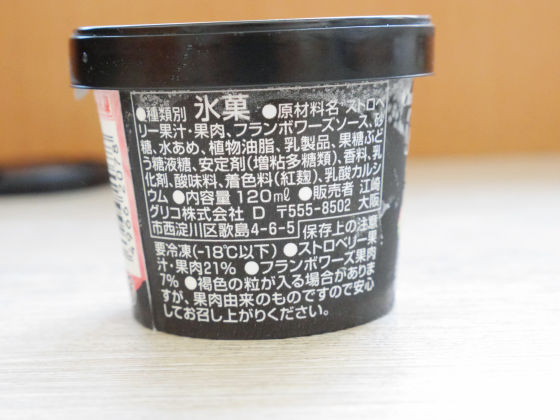 ●種類別 氷菓 ●原材料名 ストロベ
リー果汁・果肉、フランボワーズソース、砂
糖、水あめ、植物油脂、乳製品、果糖ぶど
う糖液糖、安定剤(増粘多糖類)、香料、乳
化剤、酸味料、着色料(紅麹)、乳酸カルシ
ウム ●内容量 120ml ●販売者 江崎
グリコ株式会社 D 〒555-8502 大阪
市西淀川区歌島4-6-5 保存上の注意
要冷凍(-18℃以下) ●ストロベリー果
汁・果肉21% ●フランボワーズ果肉
7% ●褐色の粒が入る場合がありま
すが、果肉由来のものですので安心
してお召し上がりください。